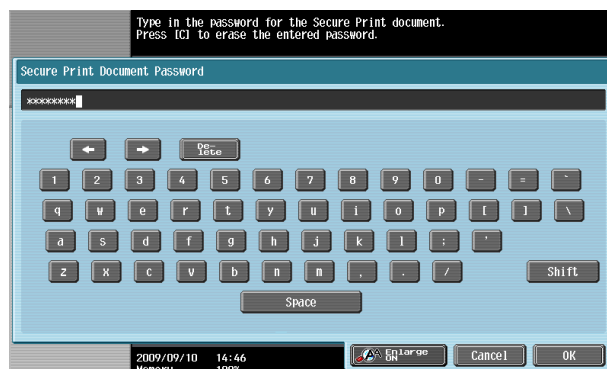 Type in the password for the Secure Print document.
Press [C] to erase the entered password.
Secure Print Document Password
********
← → De-
lete
1 2 3 4 5 6 7 8 9 0 - = `
q w e r t y u i o p [ ] \
a s d f g h j k l ; '
z x c v b n m , . / Shift
Space
2009/09/10 14:46
Memory 100%
Enlarge
ON
Cancel
OK